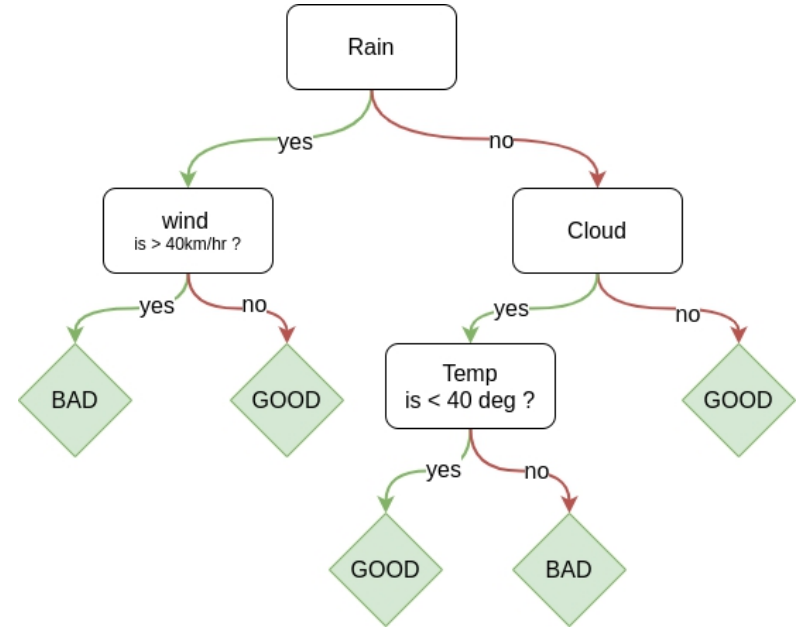 Rain
yes
no
wind
is > 40km/hr ?
Cloud
yes
no
yes
no
BAD
GOOD
Temp
is < 40 deg ?
GOOD
yes
no
GOOD
BAD